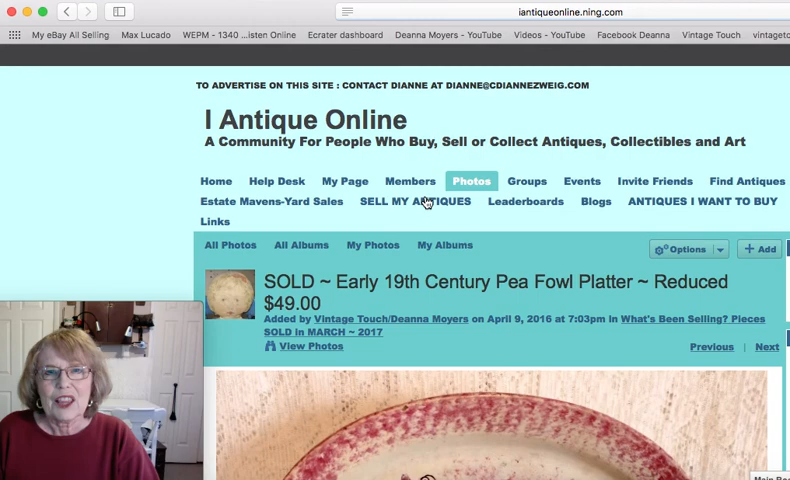 iantiqueonline.ning.com
My eBay All Selling Max Lucado WEPM - 1340 ...isten Online Ecrater dashboard Deanna Moyers - YouTube Videos - YouTube Facebook Deanna Vintage Touch vintageto
TO ADVERTISE ON THIS SITE : CONTACT DIANNE AT DIANNE@CDIANNEZWEIG.COM
I Antique Online
A Community For People Who Buy, Sell or Collect Antiques, Collectibles and Art
Home Help Desk My Page Members Photos Groups Events Invite Friends Find Antiques
Estate Mavens-Yard Sales SELL MY ANTIQUES Leaderboards Blogs ANTIQUES I WANT TO BUY
Links
All Photos All Albums My Photos My Albums Options + Add
SOLD ~ Early 19th Century Pea Fowl Platter ~ Reduced
$49.00
Added by Vintage Touch/Deanna Moyers on April 9, 2016 at 7:03pm in What's Been Selling? Pieces
SOLD in MARCH ~ 2017
View Photos Previous | Next